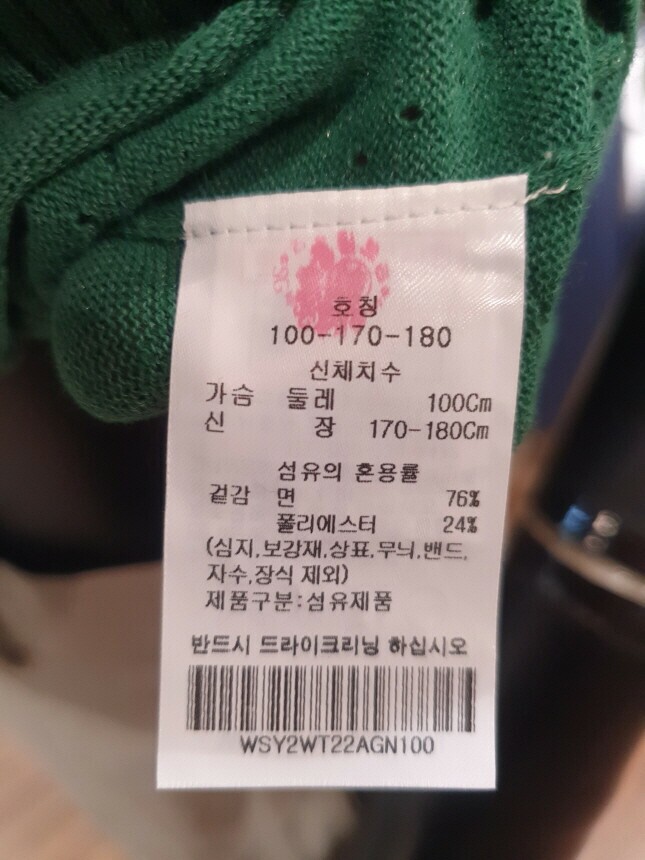 호칭
100-170-180
신체치수
가슴 둘레 100Cm
신 장 170-180Cm
섬유의 혼용률
겉감 면 76%
폴리에스터 24%
(심지,보강재,상표,무늬,밴드,
자수,장식 제외)
제품구분:섬유제품
반드시 드라이크리닝 하십시오
WSY2WT22AGN100